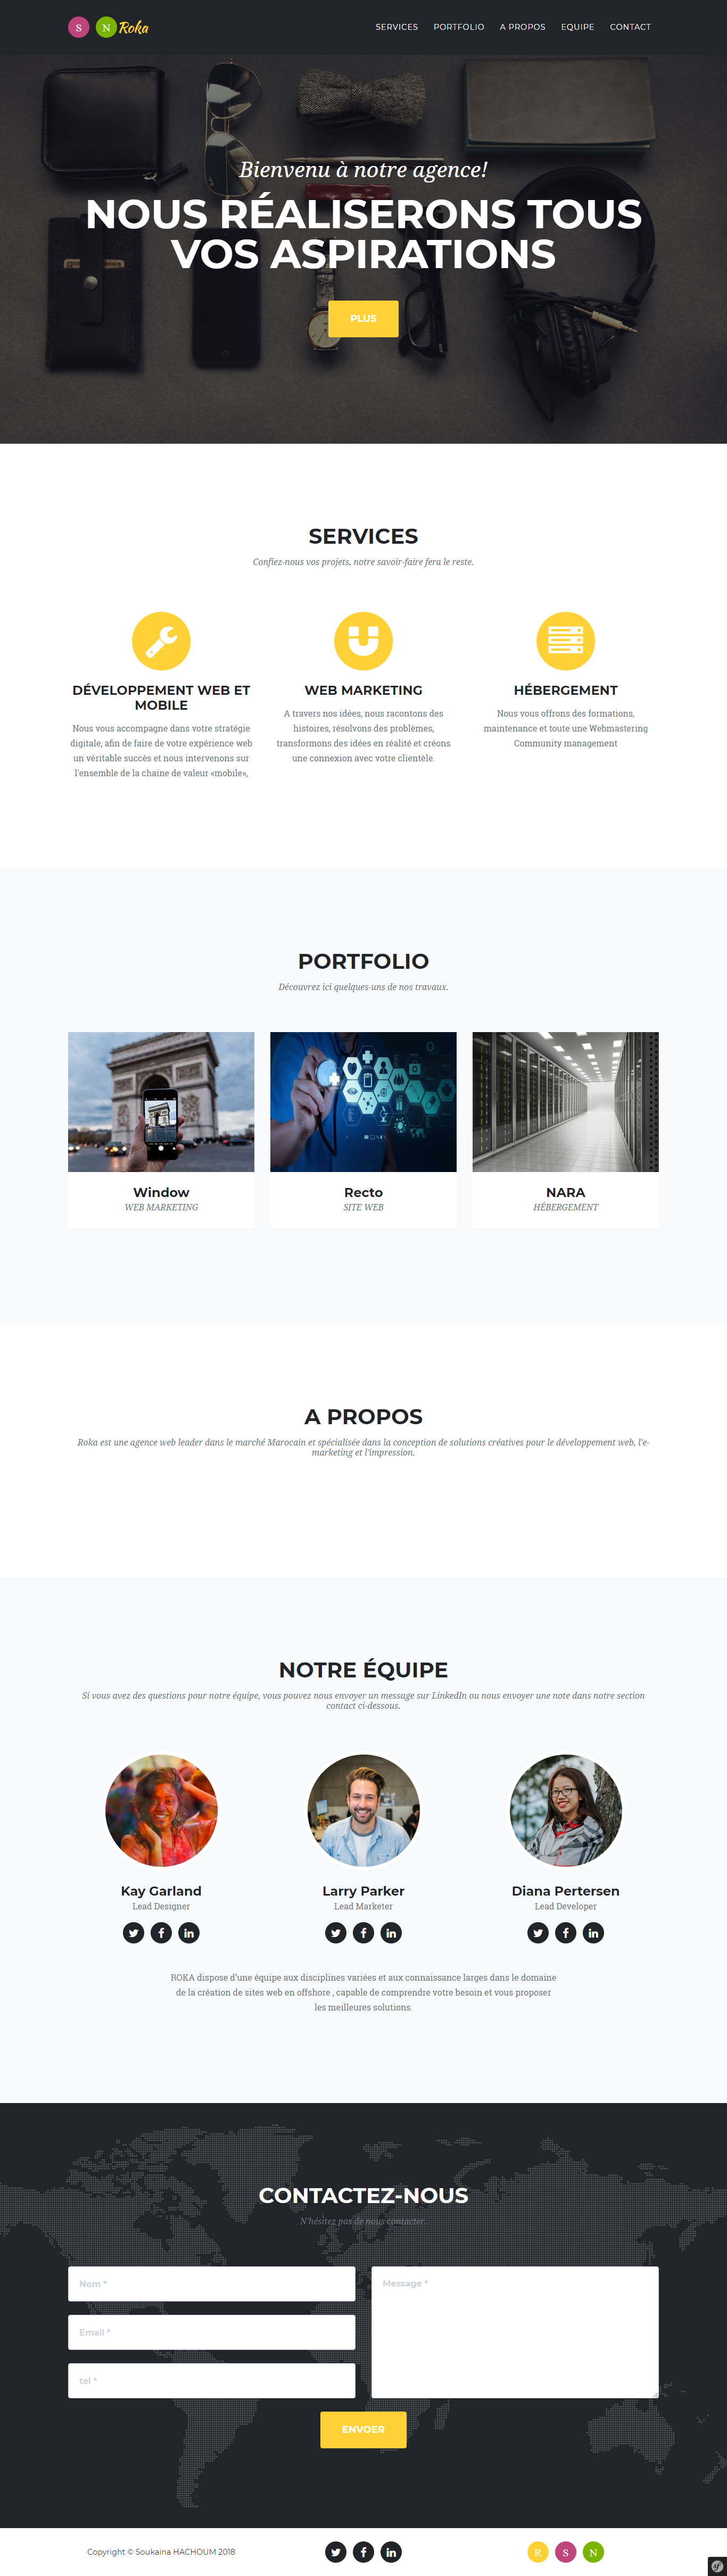 S N Roka
SERVICES PORTFOLIO A PROPOS EQUIPE CONTACT
Bienvenu à notre agence!
NOUS RÉALISERONS TOUS
VOS ASPIRATIONS
PLUS
SERVICES
Confiez-nous vos projets, notre savoir-faire fera le reste.
DÉVELOPPEMENT WEB ET
MOBILE
Nous vous accompagne dans votre stratégie
digitale, afin de faire de votre expérience web
un véritable succès et nous intervenons sur
l'ensemble de la chaine de valeur «mobile»,
WEB MARKETING
A travers nos idées, nous racontons des
histoires, résolvons des problèmes,
transformons des idées en réalité et créons
une connexion avec votre clientèle.
HÉBERGEMENT
Nous vous offrons des formations,
maintenance et toute une Webmastering
Community management
PORTFOLIO
Découvrez ici quelques-uns de nos travaux.
Window
WEB MARKETING
Recto
SITE WEB
NARA
HÉBERGEMENT
A PROPOS
Roka est une agence web leader dans le marché Marocain et spécialisée dans la conception de solutions créatives pour le développement web, l'e-
marketing et l'impression.
NOTRE ÉQUIPE
Si vous avez des questions pour notre équipe, vous pouvez nous envoyer un message sur LinkedIn ou nous envoyer une note dans notre section
contact ci-dessous.
Kay Garland
Lead Designer
Larry Parker
Lead Marketer
Diana Pertersen
Lead Developer
ROKA dispose d'une équipe aux disciplines variées et aux connaissance larges dans le domaine
de la création de sites web en offshore , capable de comprendre votre besoin et vous proposer
les meilleures solutions.
CONTACTEZ-NOUS
N'hésitez pas de nous contacter.
Nom *
Email *
tel *
Message *
ENVOER
Copyright © Soukaina HACHOUM 2018
R S N